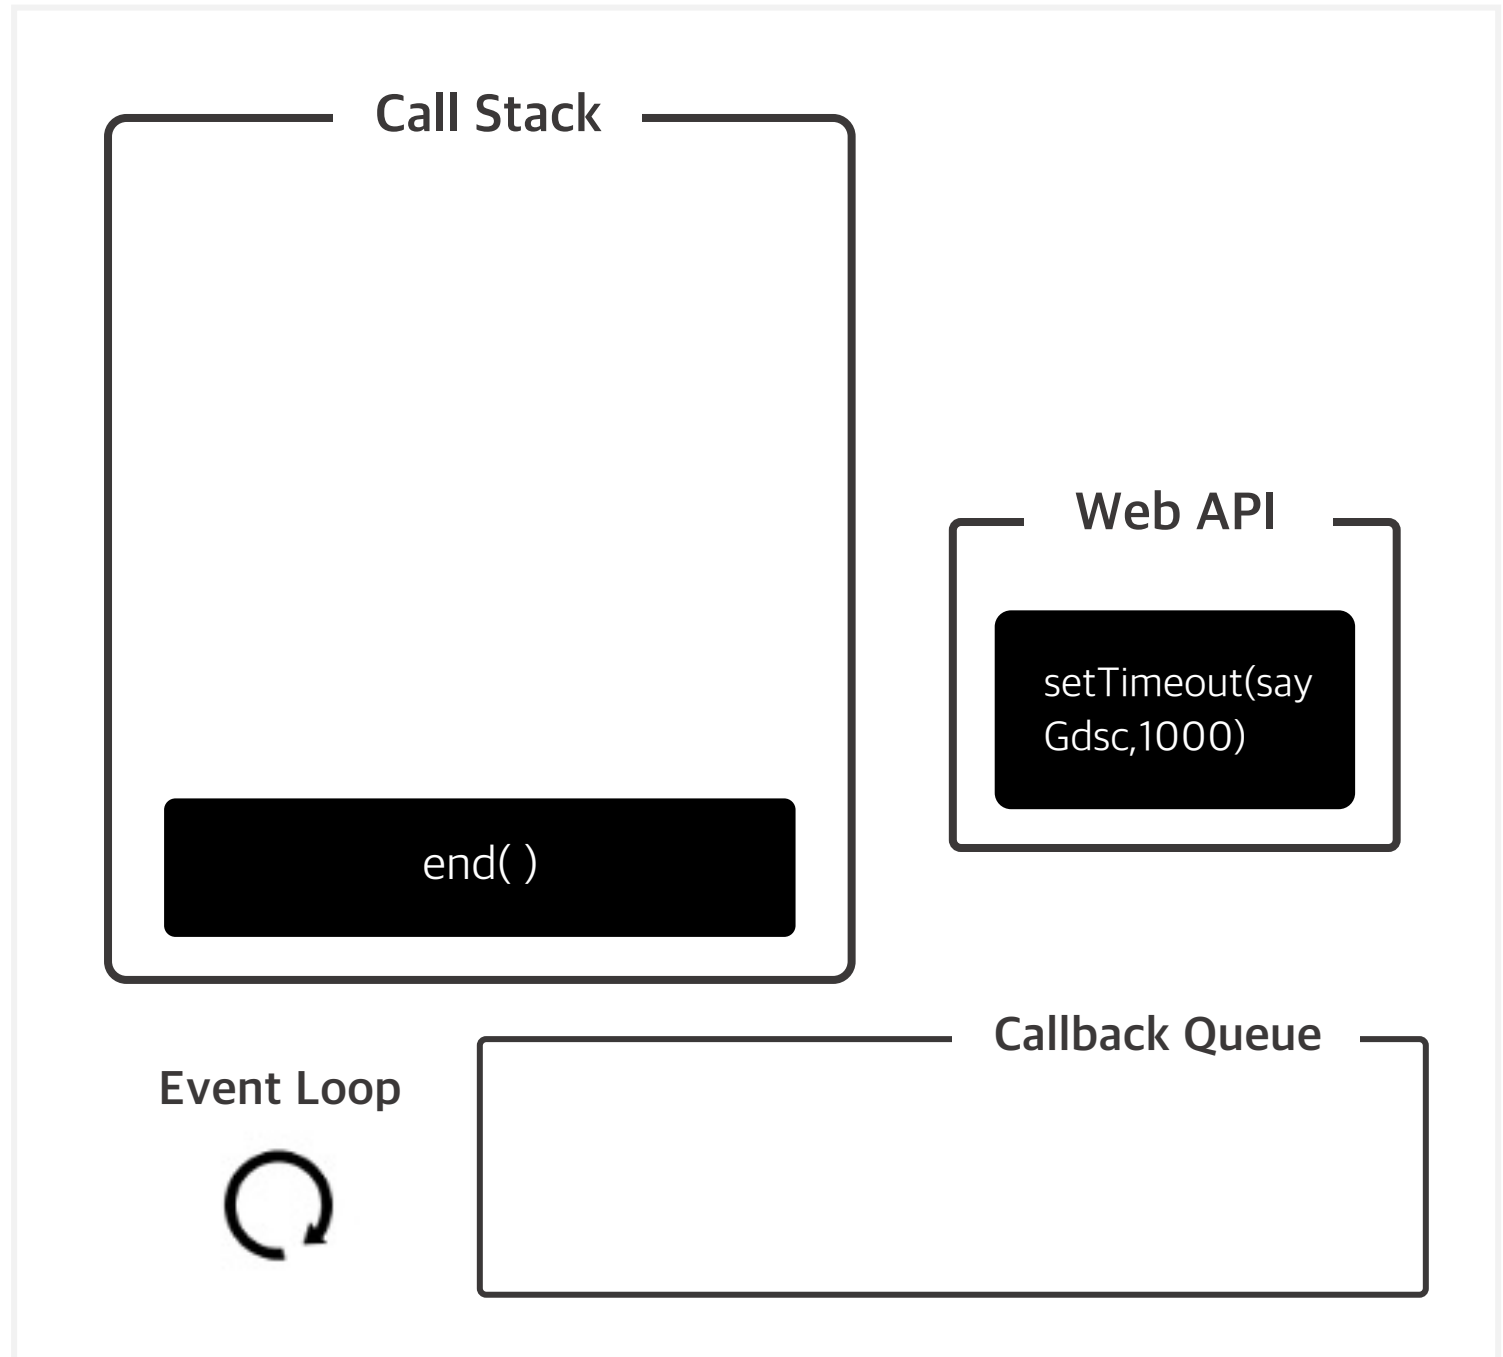 Call Stack
end( )
Web API
setTimeout(say
Gdsc,1000)
Callback Queue
Event Loop